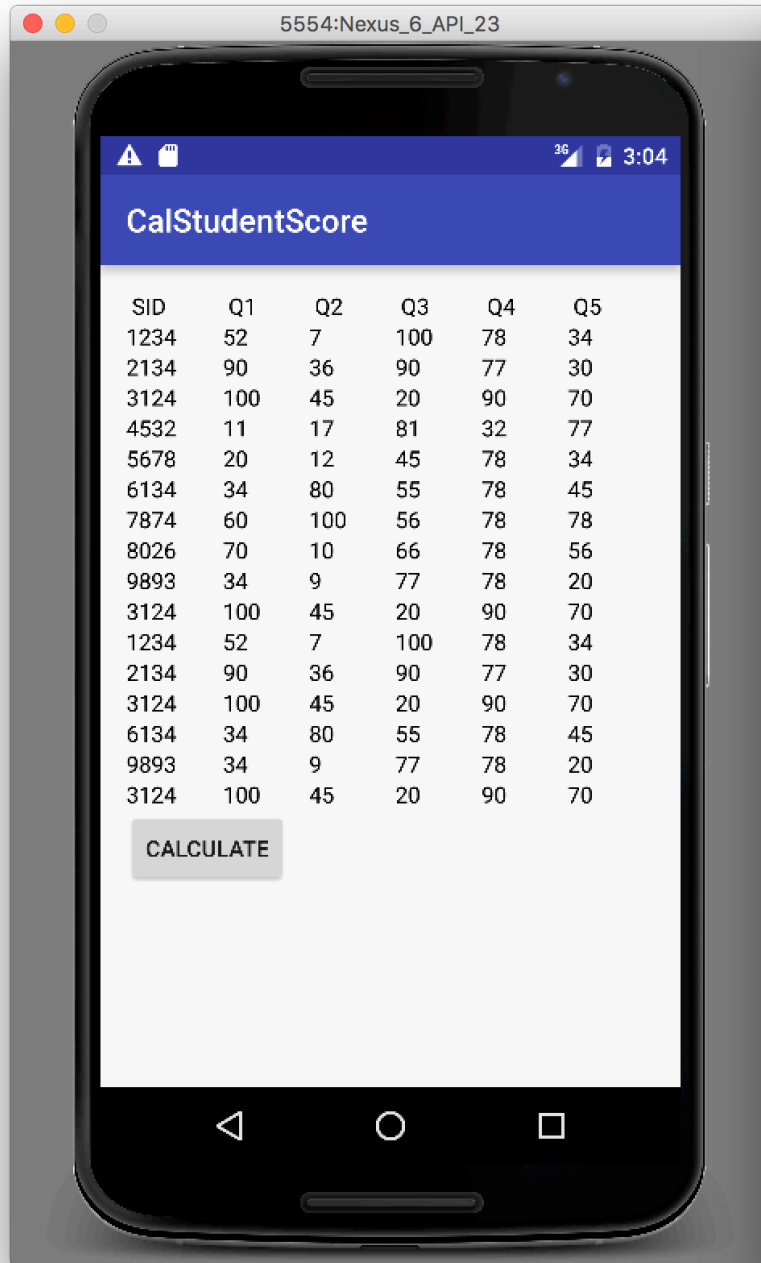 5554:Nexus_6_API_23
3G 3:04
CalStudentScore
SID Q1 Q2 Q3 Q4 Q5
1234 52 7 100 78 34
2134 90 36 90 77 30
3124 100 45 20 90 70
4532 11 17 81 32 77
5678 20 12 45 78 34
6134 34 80 55 78 45
7874 60 100 56 78 78
8026 70 10 66 78 56
9893 34 9 77 78 20
3124 100 45 20 90 70
1234 52 7 100 78 34
2134 90 36 90 77 30
3124 100 45 20 90 70
6134 34 80 55 78 45
9893 34 9 77 78 20
3124 100 45 20 90 70
CALCULATE